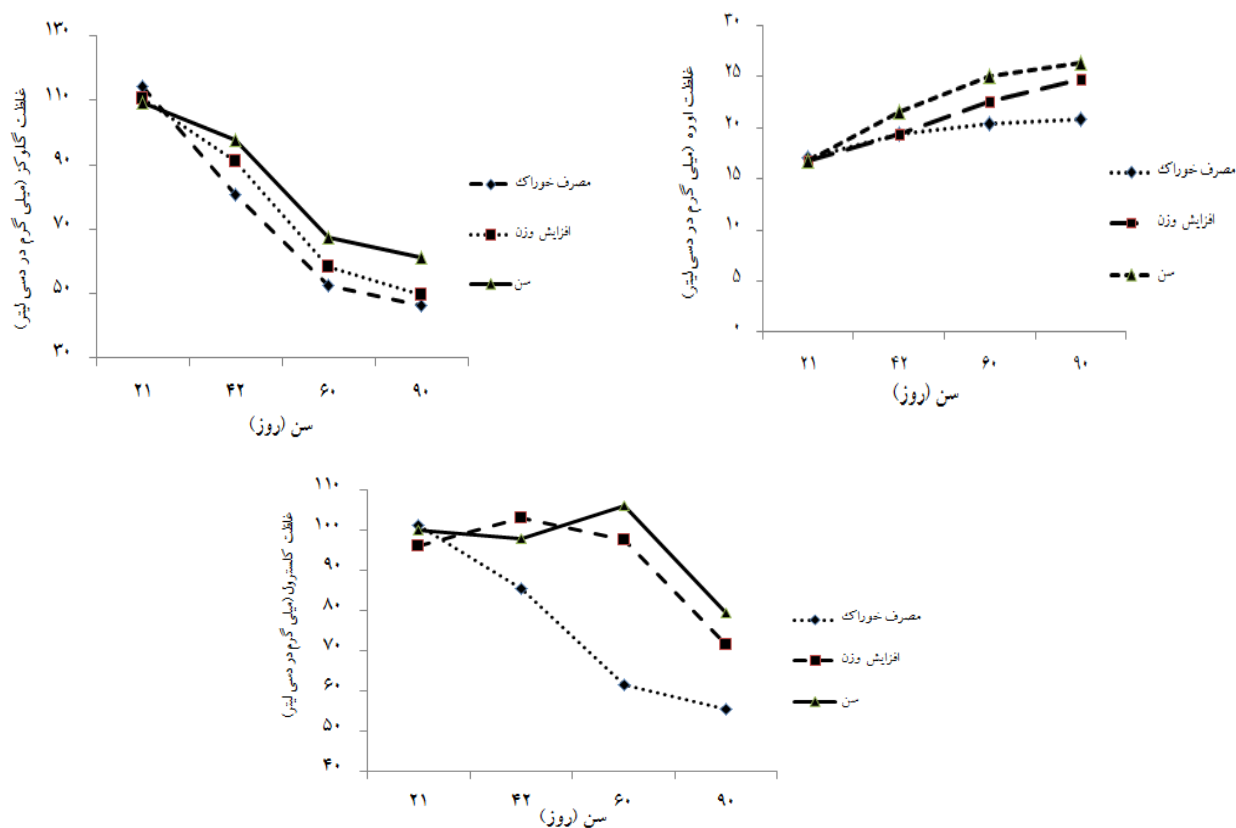 غلظت گلوکز (میلی گرم در دسی لیتر)
۱۳۰
۱۱۰
۹۰
۷۰
۵۰
۳۰
۲۱ ۴۲ ۶۰ ۹۰
سن (روز)
مصرف خوراک
افزایش وزن
سن
غلظت اوره (میلی گرم در دسی لیتر)
۳۰
۲۵
۲۰
۱۵
۱۰
۵
۰
۲۱ ۴۲ ۶۰ ۹۰
سن (روز)
مصرف خوراک
افزایش وزن
سن
غلظت کلسترول (میلی گرم در دسی لیتر)
۱۱۰
۱۰۰
۹۰
۸۰
۷۰
۶۰
۵۰
۴۰
۲۱ ۴۲ ۶۰ ۹۰
سن (روز)
مصرف خوراک
افزایش وزن
سن